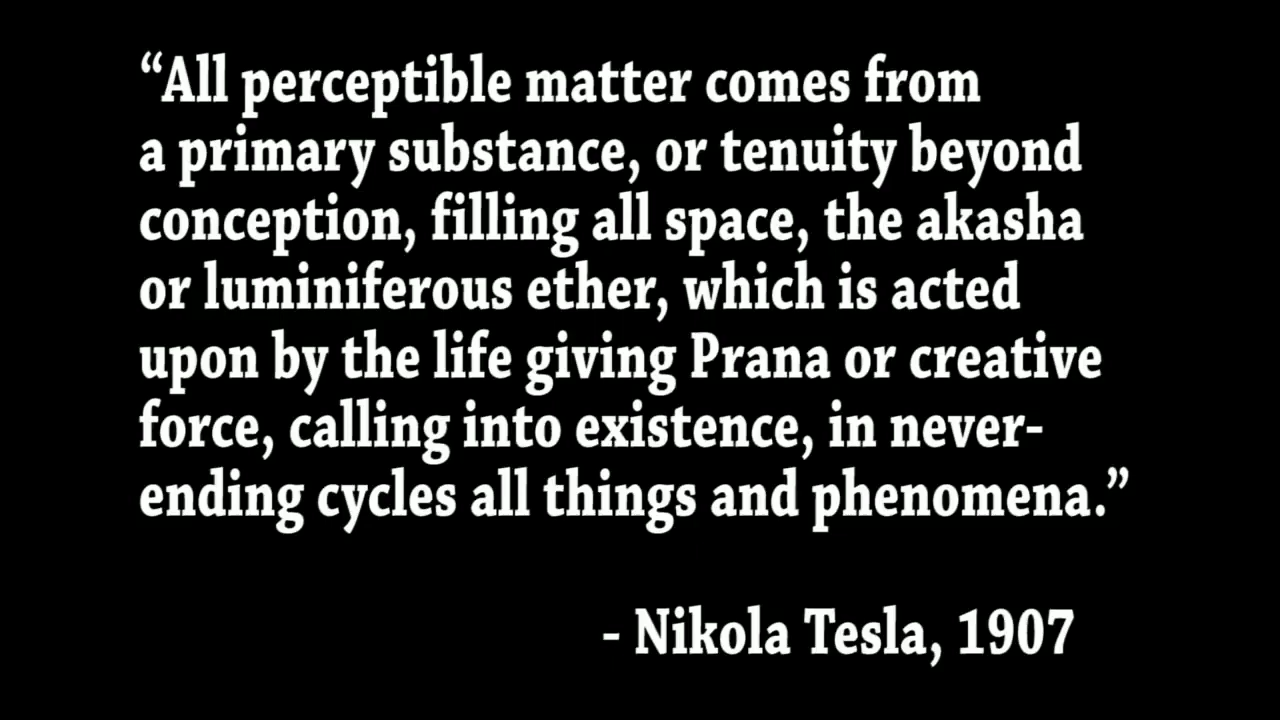 “All perceptible matter comes from
a primary substance, or tenuity beyond
conception, filling all space, the akasha
or luminiferous ether, which is acted
upon by the life giving Prana or creative
force, calling into existence, in never-
ending cycles all things and phenomena.”
- Nikola Tesla, 1907